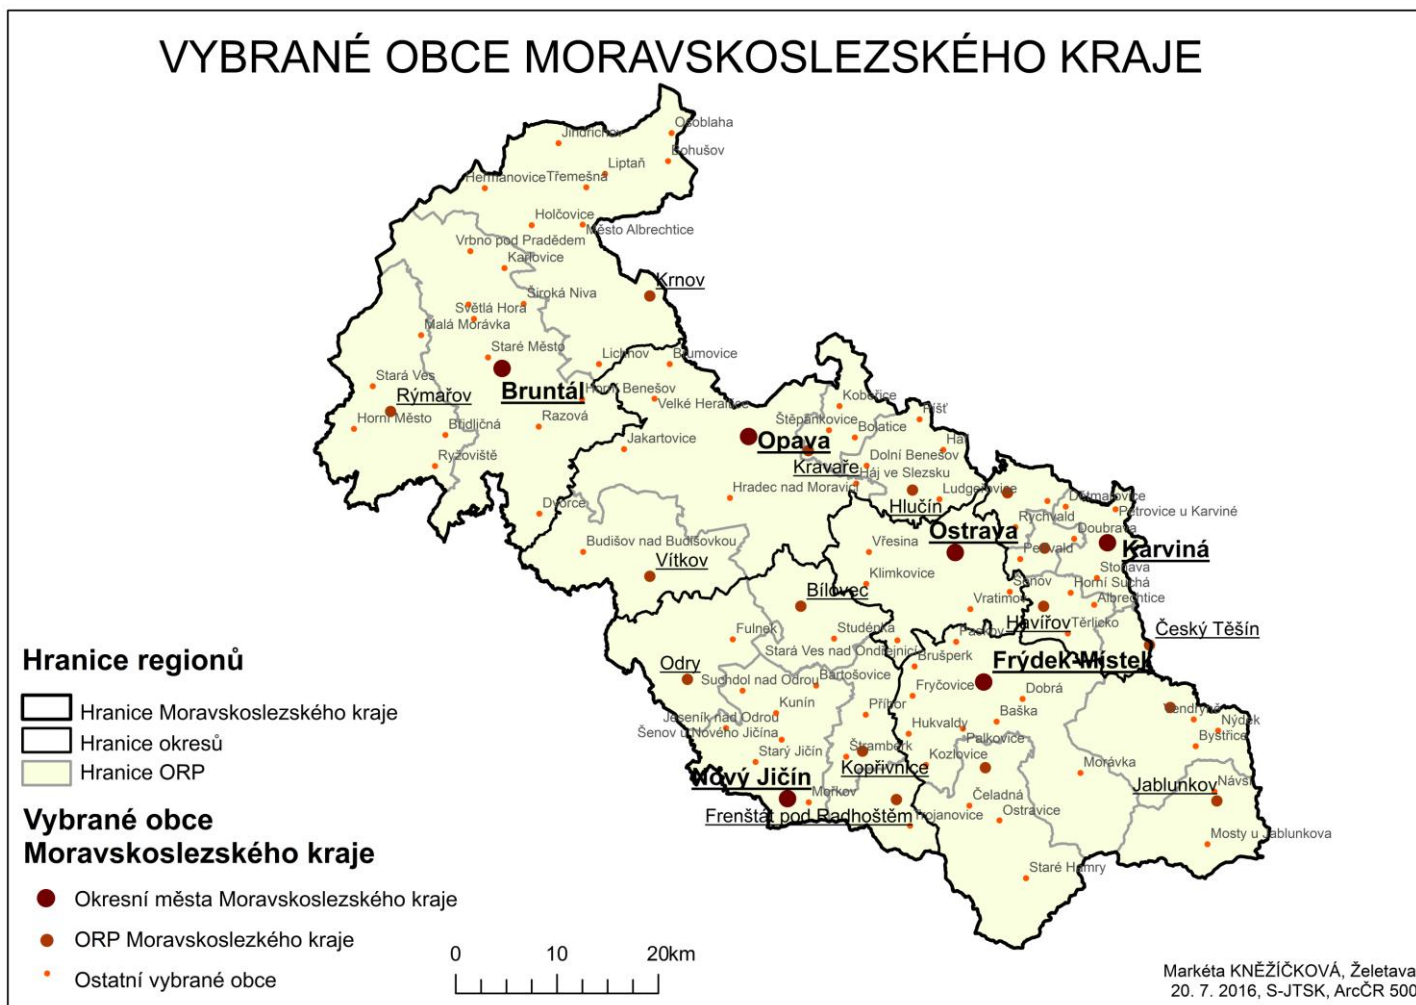 VYBRANÉ OBCE MORAVSKOSLEZSKÉHO KRAJE
Osoblaha
Jindřichov
Bohušov
Liptaň
Heřmanovice
Třemešná
Holčovice
Město Albrechtice
Vrbno pod Pradědem
Karlovice
Krnov
Široká Niva
Světlá Hora
Malá Morávka
Staré Město
Lichnov
Brumovice
Stará Ves
Bruntál
Rýmařov
Horní Benešov
Velké Heraltice
Kobeřice
Píšť
Horní Město
Razová
Štěpánkovice
Břidličná
Jakartovice
Opava
Bolatice
Hať
Ryžoviště
Kravaře
Dolní Benešov
Háj ve Slezsku
Hradec nad Moravicí
Ludgeřovice
Dětmarovice
Dvorce
Hlučín
Petrovice u Karviné
Rychvald
Ostrava
Doubrava
Budišov nad Budišovkou
Vřesina
Petřvald
Karviná
Vítkov
Klimkovice
Stonava
Bílovec
Šenov
Horní Suchá
Vratimov
Albrechtice
Havířov
Fulnek
Studénka
Paskov
Těrlicko
Český Těšín
Stará Ves nad Ondřejnicí
Odry
Brušperk
Frýdek-Místek
Suchdol nad Odrou
Bartošovice
Fryčovice
Dobrá
Kunín
Příbor
Vendryně
Jeseník nad Odrou
Baška
Nýdek
Šenov u Nového Jičína
Hukvaldy
Palkovice
Bystřice
Starý Jičín
Štramberk
Kozlovice
Kopřivnice
Morávka
Nový Jičín
Jablunkov
Návsí
Mořkov
Čeladná
Frenštát pod Radhoštěm
Trojanovice
Ostravice
Mosty u Jablunkova
Staré Hamry
Hranice regionů
Hranice Moravskoslezského kraje
Hranice okresů
Hranice ORP
Vybrané obce
Moravskoslezského kraje
Okresní města Moravskoslezského kraje
ORP Moravskoslezkého kraje
Ostatní vybrané obce
0 10 20km
Markéta KNĚŽÍČKOVÁ, Želetava
20. 7. 2016, S-JTSK, ArcČR 500